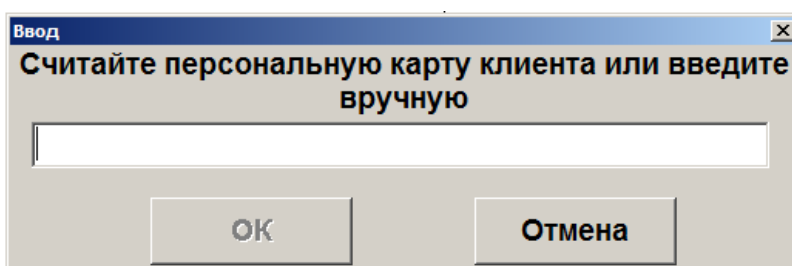 Ввод
Считайте персональную карту клиента или введите
вручную
ОК
Отмена